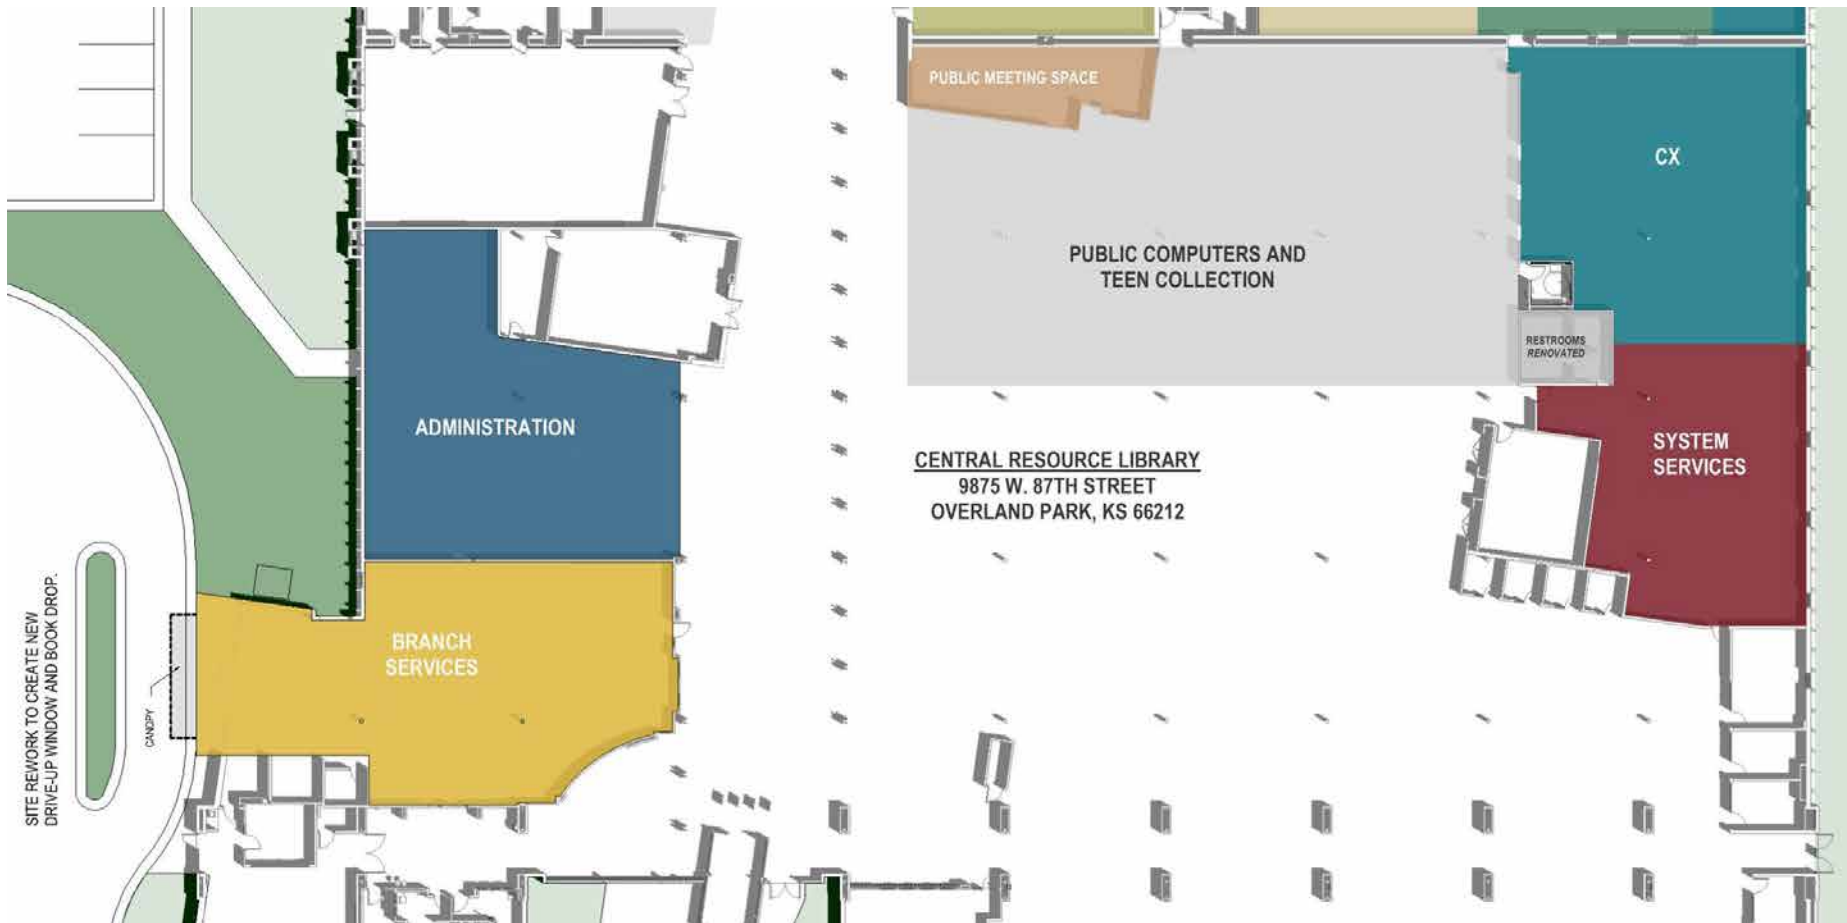 PUBLIC MEETING SPACE
CX
PUBLIC COMPUTERS AND
TEEN COLLECTION
RESTROOMS
RENOVATED
ADMINISTRATION
SYSTEM
SERVICES
CENTRAL RESOURCE LIBRARY
9875 W. 87TH STREET
OVERLAND PARK, KS 66212
BRANCH
SERVICES
CANOPY
SITE REWORK TO CREATE NEW
DRIVE-UP WINDOW AND BOOK DROP.